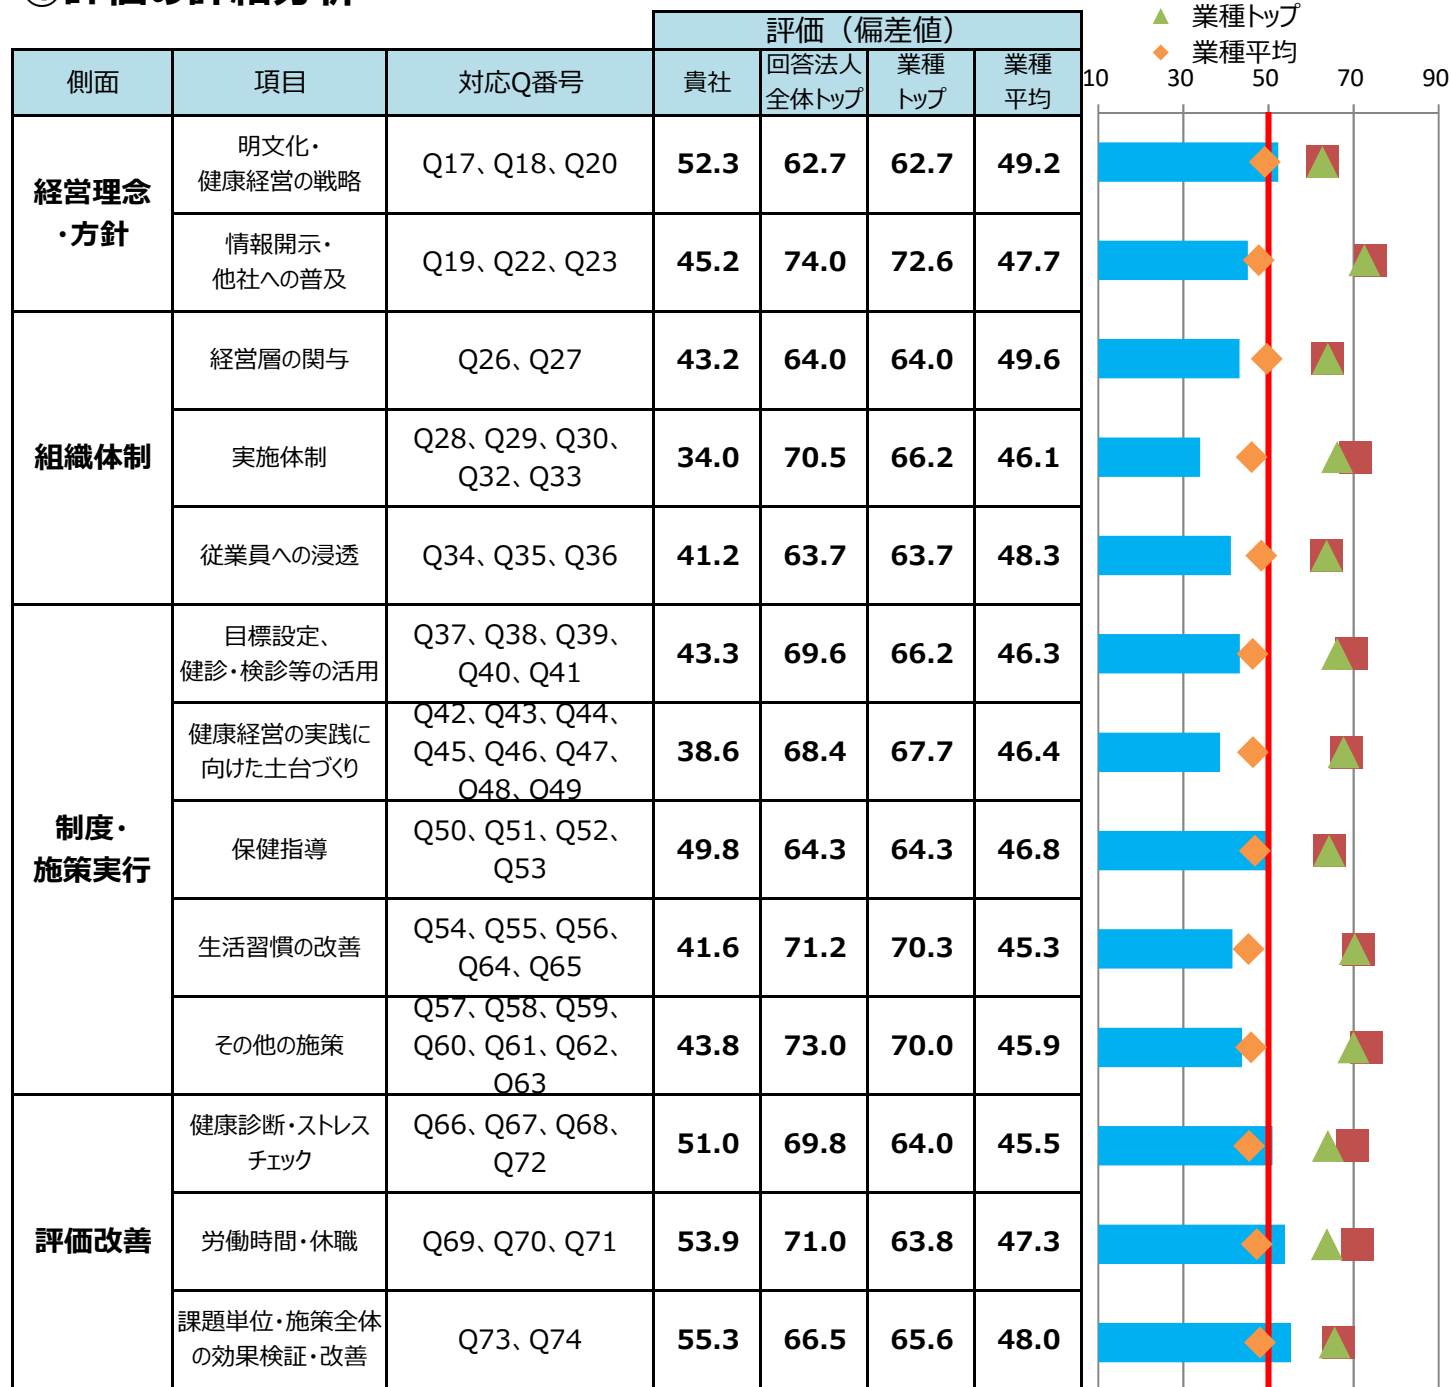 評価（偏差値）
▲ 業種トップ
◆ 業種平均
側面 項目 対応Q番号 貴社 回答法人 業種 業種
全体トップ トップ 平均
10 30 50 70 90
経営理念
・方針
明文化・
健康経営の戦略
Q17、Q18、Q20 52.3 62.7 62.7 49.2
情報開示・
他社への普及
Q19、Q22、Q23 45.2 74.0 72.6 47.7
組織体制
経営層の関与 Q26、Q27 43.2 64.0 64.0 49.6
実施体制
Q28、Q29、Q30、
Q32、Q33
34.0 70.5 66.2 46.1
従業員への浸透 Q34、Q35、Q36 41.2 63.7 63.7 48.3
制度・
施策実行
目標設定、
健診・検診等の活用
Q37、Q38、Q39、
Q40、Q41
43.3 69.6 66.2 46.3
健康経営の実践に
向けた土台づくり
Q42、Q43、Q44、
Q45、Q46、Q47、
Q48、Q49
38.6 68.4 67.7 46.4
保健指導
Q50、Q51、Q52、
Q53
49.8 64.3 64.3 46.8
生活習慣の改善
Q54、Q55、Q56、
Q64、Q65
41.6 71.2 70.3 45.3
その他の施策
Q57、Q58、Q59、
Q60、Q61、Q62、
Q63
43.8 73.0 70.0 45.9
評価改善
健康診断・ストレス
チェック
Q66、Q67、Q68、
Q72
51.0 69.8 64.0 45.5
労働時間・休職 Q69、Q70、Q71 53.9 71.0 63.8 47.3
課題単位・施策全体
の効果検証・改善
Q73、Q74 55.3 66.5 65.6 48.0